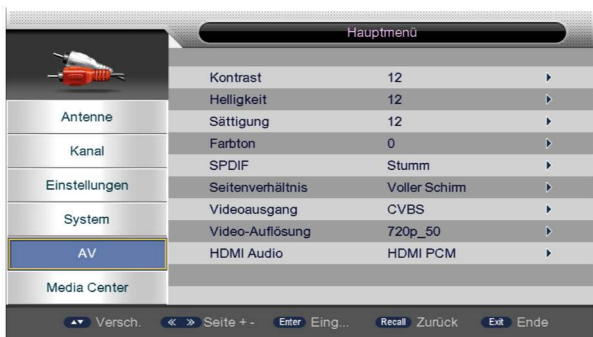 Hauptmenü
Antenne
Kanal
Einstellungen
System
AV
Media Center
Kontrast 12
Helligkeit 12
Sättigung 12
Farbton 0
SPDIF Stumm
Seitenverhältnis Voller Schirm
Videoausgang CVBS
Video-Auflösung 720p_50
HDMI Audio HDMI PCM
Versch. Seite + - Enter Eing... Recall Zurück Exit Ende